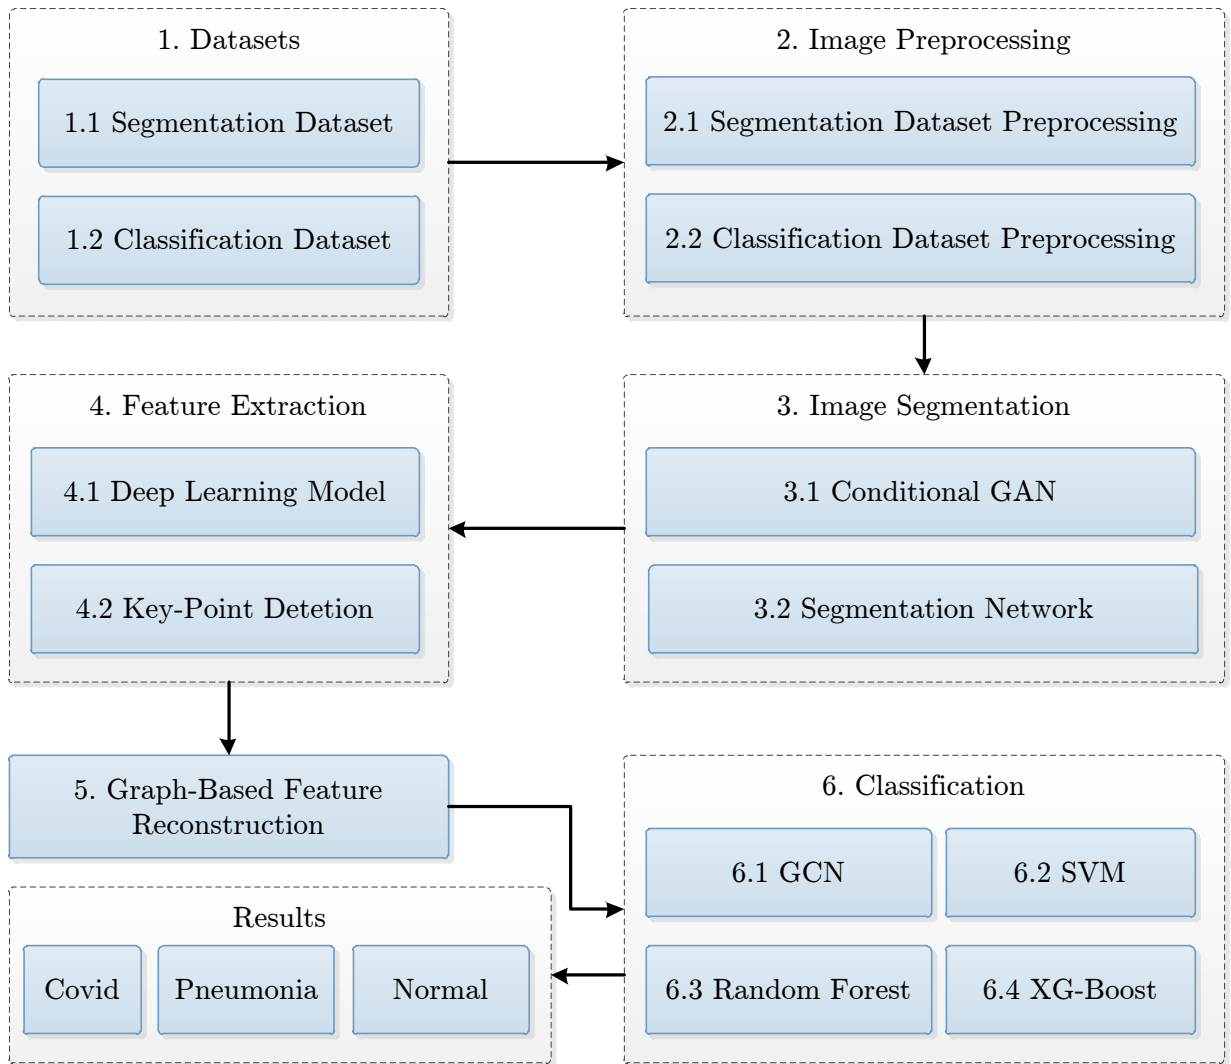 1. Datasets
1.1 Segmentation Dataset
1.2 Classification Dataset
2. Image Preprocessing
2.1 Segmentation Dataset Preprocessing
2.2 Classification Dataset Preprocessing
3. Image Segmentation
3.1 Conditional GAN
3.2 Segmentation Network
4. Feature Extraction
4.1 Deep Learning Model
4.2 Key-Point Detetion
5. Graph-Based Feature
Reconstruction
6. Classification
6.1 GCN
6.2 SVM
6.3 Random Forest
6.4 XG-Boost
Results
Covid
Pneumonia
Normal